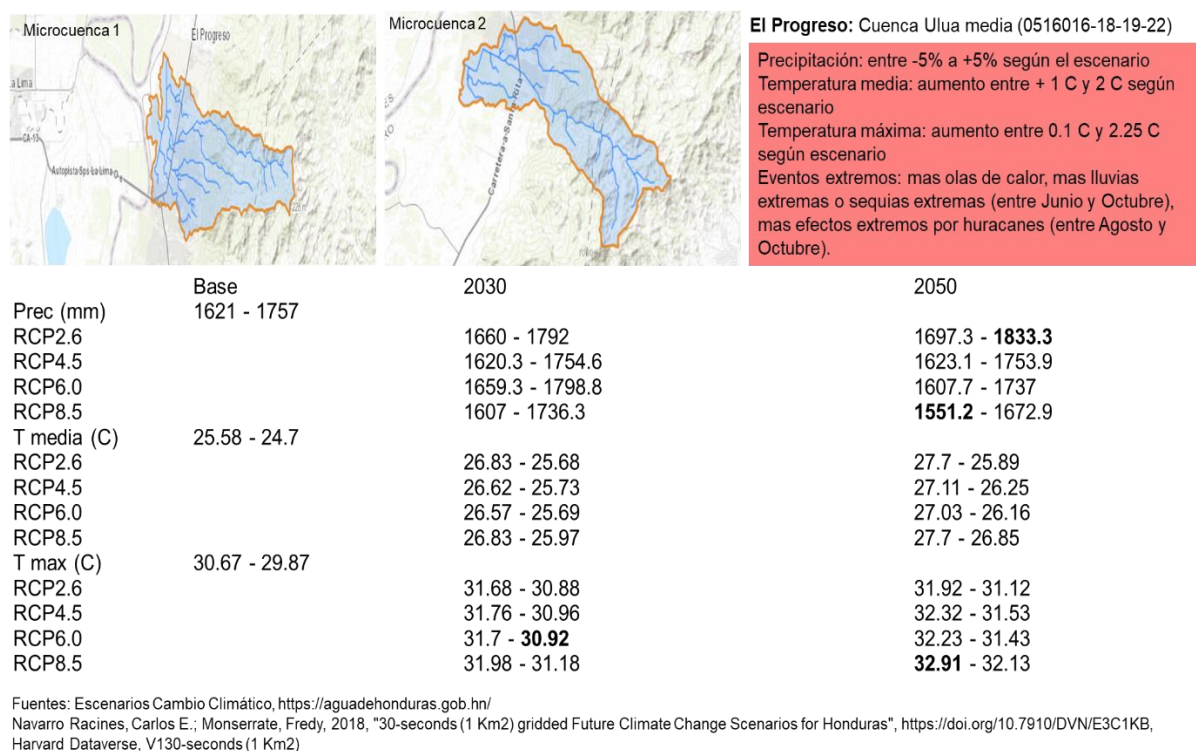 Microcuenca 1
El Progreso
La Lima
CA-13
Autopista Sps-La Lima
Microcuenca 2
Carretera a Santa Rita
El Progreso: Cuenca Ulua media (0516016-18-19-22)
Precipitación: entre -5% a +5% según el escenario
Temperatura media: aumento entre + 1 C y 2 C según
escenario
Temperatura máxima: aumento entre 0.1 C y 2.25 C
según escenario
Eventos extremos: mas olas de calor, mas lluvias
extremas o sequias extremas (entre Junio y Octubre),
mas efectos extremos por huracanes (entre Agosto y
Octubre).
Base 2030 2050
Prec (mm) 1621 - 1757
RCP2.6 1660 - 1792 1697.3 - 1833.3
RCP4.5 1620.3 - 1754.6 1623.1 - 1753.9
RCP6.0 1659.3 - 1798.8 1607.7 - 1737
RCP8.5 1607 - 1736.3 1551.2 - 1672.9
T media (C) 25.58 - 24.7
RCP2.6 26.83 - 25.68 27.7 - 25.89
RCP4.5 26.62 - 25.73 27.11 - 26.25
RCP6.0 26.57 - 25.69 27.03 - 26.16
RCP8.5 26.83 - 25.97 27.7 - 26.85
T max (C) 30.67 - 29.87
RCP2.6 31.68 - 30.88 31.92 - 31.12
RCP4.5 31.76 - 30.96 32.32 - 31.53
RCP6.0 31.7 - 30.92 32.23 - 31.43
RCP8.5 31.98 - 31.18 32.91 - 32.13
Fuentes: Escenarios Cambio Climático, https://aguadehonduras.gob.hn/
Navarro Racines, Carlos E.; Monserrate, Fredy, 2018, "30-seconds (1 Km2) gridded Future Climate Change Scenarios for Honduras", https://doi.org/10.7910/DVN/E3C1KB,
Harvard Dataverse, V130-seconds (1 Km2)